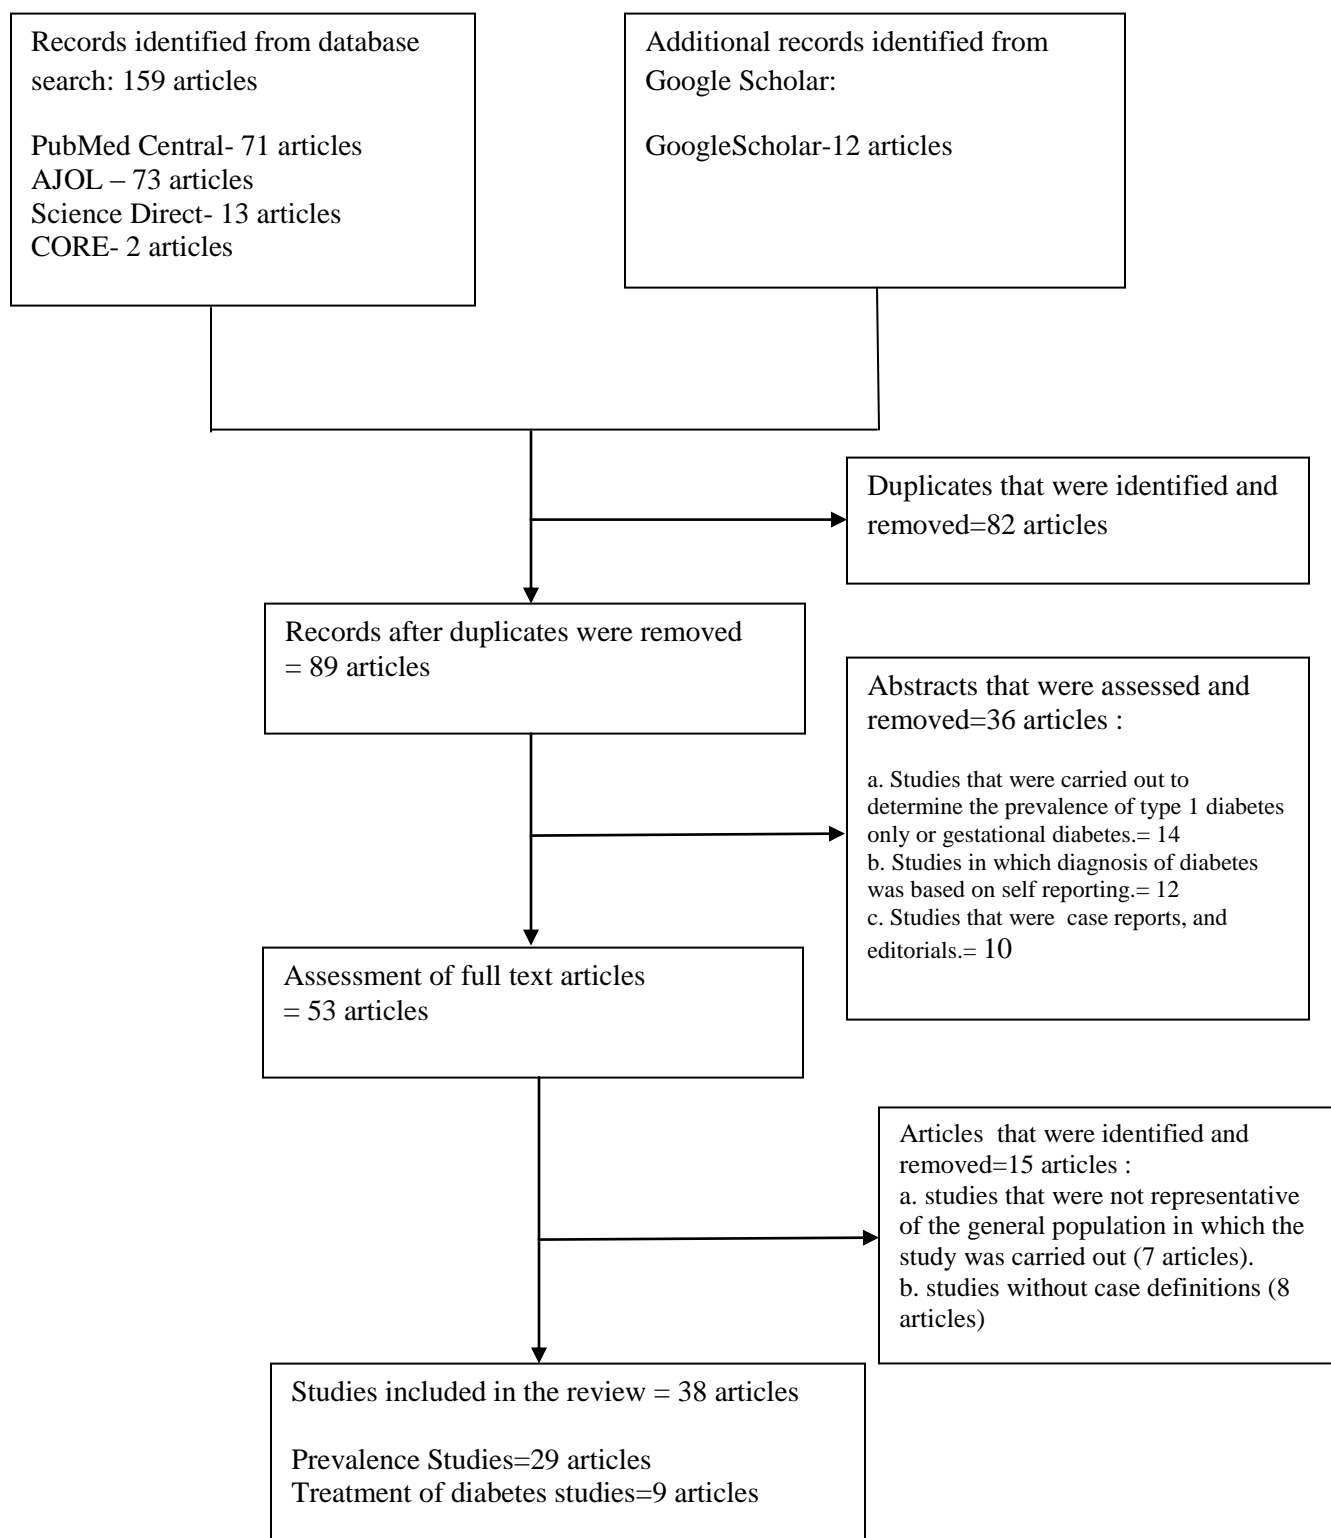 Records identified from database
search: 159 articles
PubMed Central- 71 articles
AJOL – 73 articles
Science Direct- 13 articles
CORE- 2 articles
Additional records identified from
Google Scholar:
GoogleScholar-12 articles
Duplicates that were identified and
removed=82 articles
Records after duplicates were removed
= 89 articles
Abstracts that were assessed and
removed=36 articles :
a. Studies that were carried out to
determine the prevalence of type 1 diabetes
only or gestational diabetes.= 14
b. Studies in which diagnosis of diabetes
was based on self reporting.= 12
c. Studies that were case reports, and
editorials.= 10
Assessment of full text articles
= 53 articles
Articles that were identified and
removed=15 articles :
a. studies that were not representative
of the general population in which the
study was carried out (7 articles).
b. studies without case definitions (8
articles)
Studies included in the review = 38 articles
Prevalence Studies=29 articles
Treatment of diabetes studies=9 articles